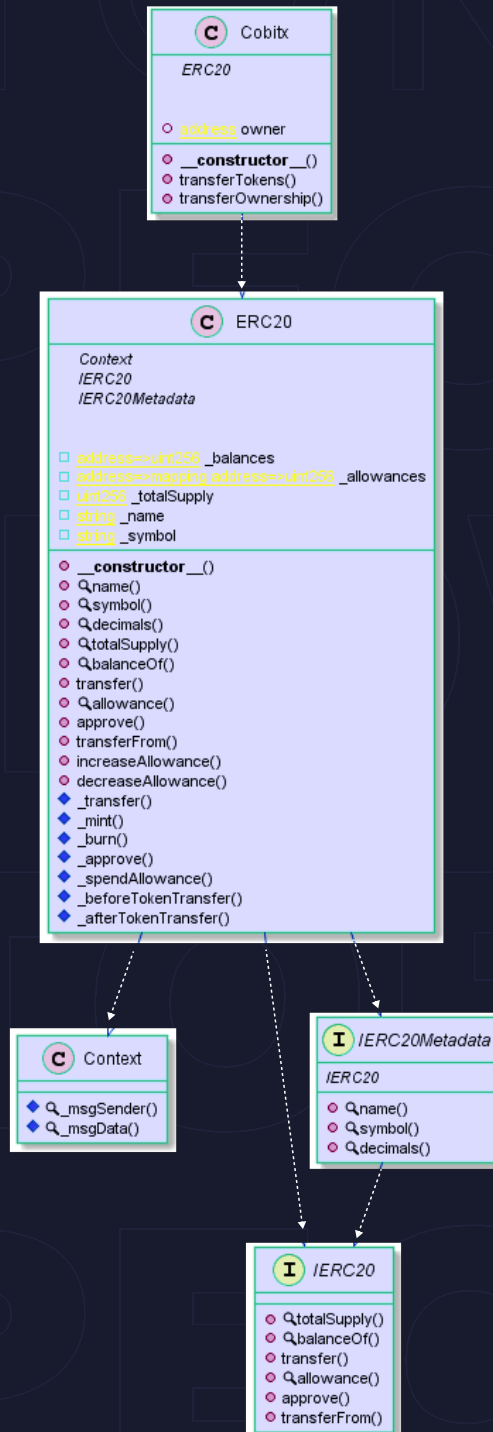 C Cobitx
ERC20
address owner
__constructor__()
transferTokens()
transferOwnership()
C ERC20
Context
IERC20
IERC20Metadata
address=>uint256 _balances
address=>mapping address=>uint256 _allowances
uint256 _totalSupply
string _name
string _symbol
__constructor__()
name()
symbol()
decimals()
totalSupply()
balanceOf()
transfer()
allowance()
approve()
transferFrom()
increaseAllowance()
decreaseAllowance()
_transfer()
_mint()
_burn()
_approve()
_spendAllowance()
_beforeTokenTransfer()
_afterTokenTransfer()
C Context
_msgSender()
_msgData()
I IERC20Metadata
IERC20
name()
symbol()
decimals()
I IERC20
totalSupply()
balanceOf()
transfer()
allowance()
approve()
transferFrom()